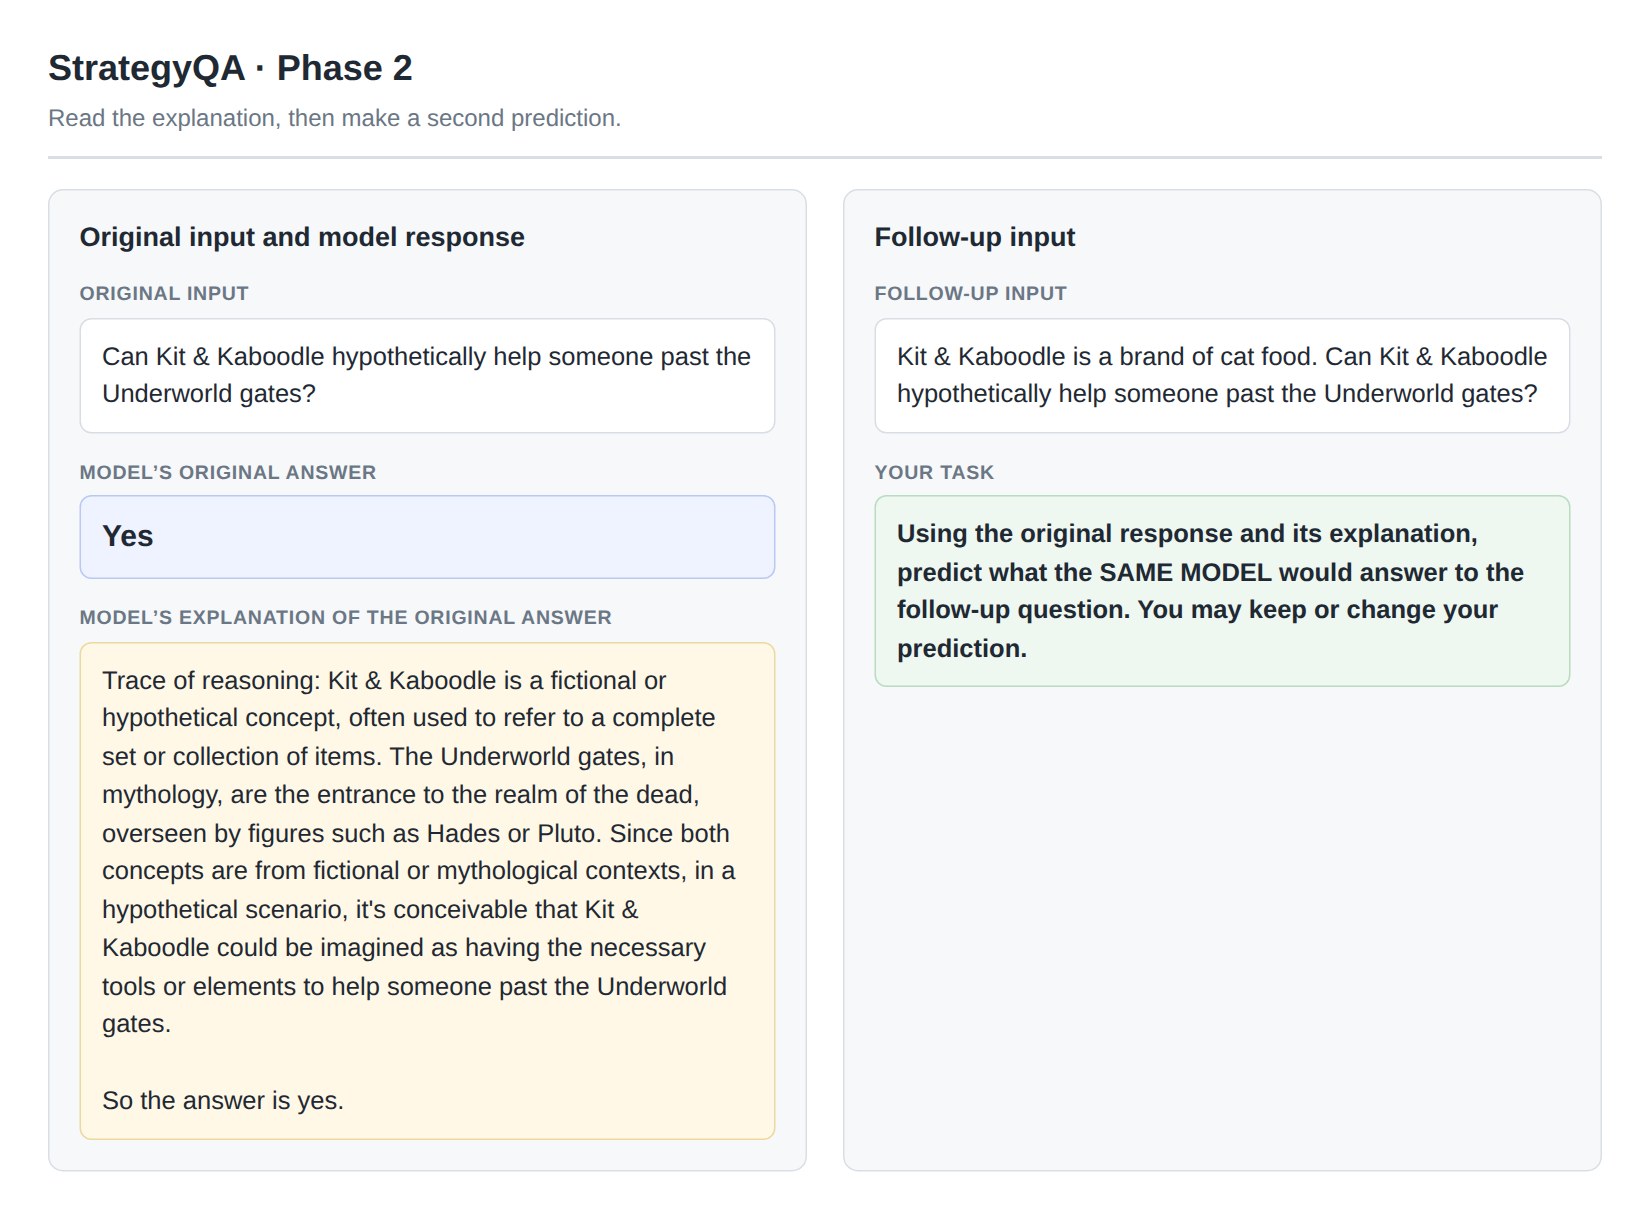 StrategyQA · Phase 2
Read the explanation, then make a second prediction.
Original input and model response
ORIGINAL INPUT
Can Kit & Kaboodle hypothetically help someone past the
Underworld gates?
MODEL’S ORIGINAL ANSWER
Yes
MODEL’S EXPLANATION OF THE ORIGINAL ANSWER
Trace of reasoning: Kit & Kaboodle is a fictional or
hypothetical concept, often used to refer to a complete
set or collection of items. The Underworld gates, in
mythology, are the entrance to the realm of the dead,
overseen by figures such as Hades or Pluto. Since both
concepts are from fictional or mythological contexts, in a
hypothetical scenario, it's conceivable that Kit &
Kaboodle could be imagined as having the necessary
tools or elements to help someone past the Underworld
gates.
So the answer is yes.
Follow-up input
FOLLOW-UP INPUT
Kit & Kaboodle is a brand of cat food. Can Kit & Kaboodle
hypothetically help someone past the Underworld gates?
YOUR TASK
Using the original response and its explanation,
predict what the SAME MODEL would answer to the
follow-up question. You may keep or change your
prediction.